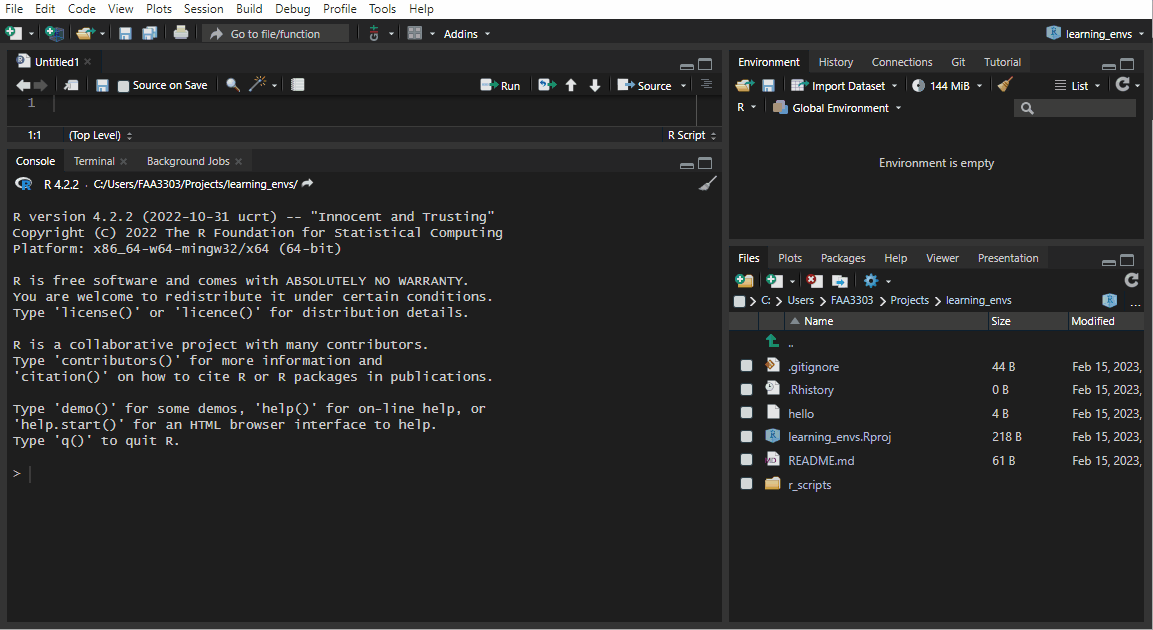 File Edit Code View Plots Session Build Debug Profile Tools Help
Go to file/function Addins learning_envs
Untitled1
Source on Save Run Source
1
1:1 (Top Level) R Script
Console Terminal Background Jobs
R 4.2.2 · C:/Users/FAA3303/Projects/learning_envs/
R version 4.2.2 (2022-10-31 ucrt) -- "Innocent and Trusting"
Copyright (C) 2022 The R Foundation for Statistical Computing
Platform: x86_64-w64-mingw32/x64 (64-bit)
R is free software and comes with ABSOLUTELY NO WARRANTY.
You are welcome to redistribute it under certain conditions.
Type 'license()' or 'licence()' for distribution details.
R is a collaborative project with many contributors.
Type 'contributors()' for more information and
'citation()' on how to cite R or R packages in publications.
Type 'demo()' for some demos, 'help()' for on-line help, or
'help.start()' for an HTML browser interface to help.
Type 'q()' to quit R.
>
Environment History Connections Git Tutorial
Import Dataset 144 MiB List
R Global Environment
Environment is empty
Files Plots Packages Help Viewer Presentation
C: Users FAA3303 Projects learning_envs ...
Name Size Modified
..
.gitignore 44 B Feb 15, 2023,
.Rhistory 0 B Feb 15, 2023,
hello 4 B Feb 15, 2023,
learning_envs.Rproj 218 B Feb 15, 2023,
README.md 61 B Feb 15, 2023,
r_scripts